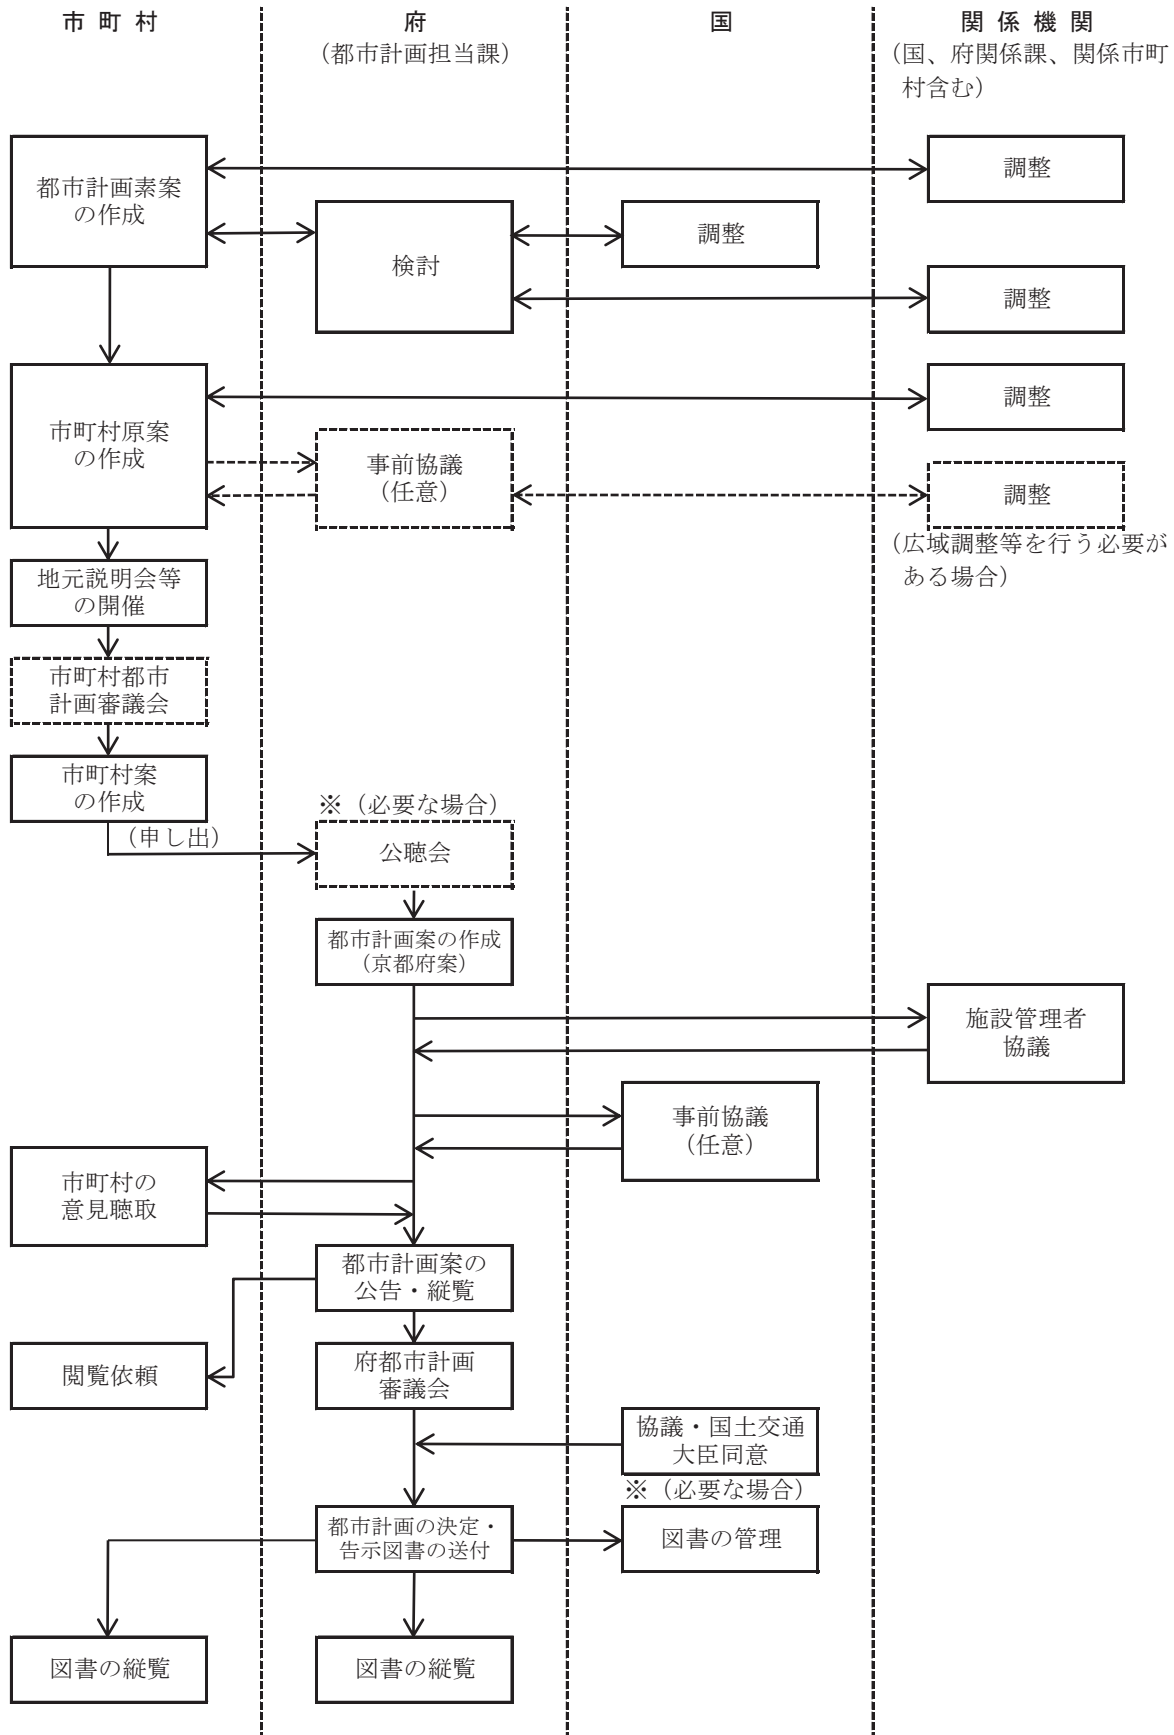 市 町 村
府
（都市計画担当課）
国
関 係 機 関
（国、府関係課、関係市町
村含む）
都市計画素案
の作成
調整
検討
調整
調整
市町村原案
の作成
調整
事前協議
（任意）
調整
（広域調整等を行う必要が
ある場合）
地元説明会等
の開催
市町村都市
計画審議会
市町村案
の作成
（申し出）
※（必要な場合）
公聴会
都市計画案の作成
（京都府案）
施設管理者
協議
事前協議
（任意）
市町村の
意見聴取
都市計画案の
公告・縦覧
閲覧依頼
府都市計画
審議会
協議・国土交通
大臣同意
※（必要な場合）
都市計画の決定・
告示図書の送付
図書の管理
図書の縦覧
図書の縦覧